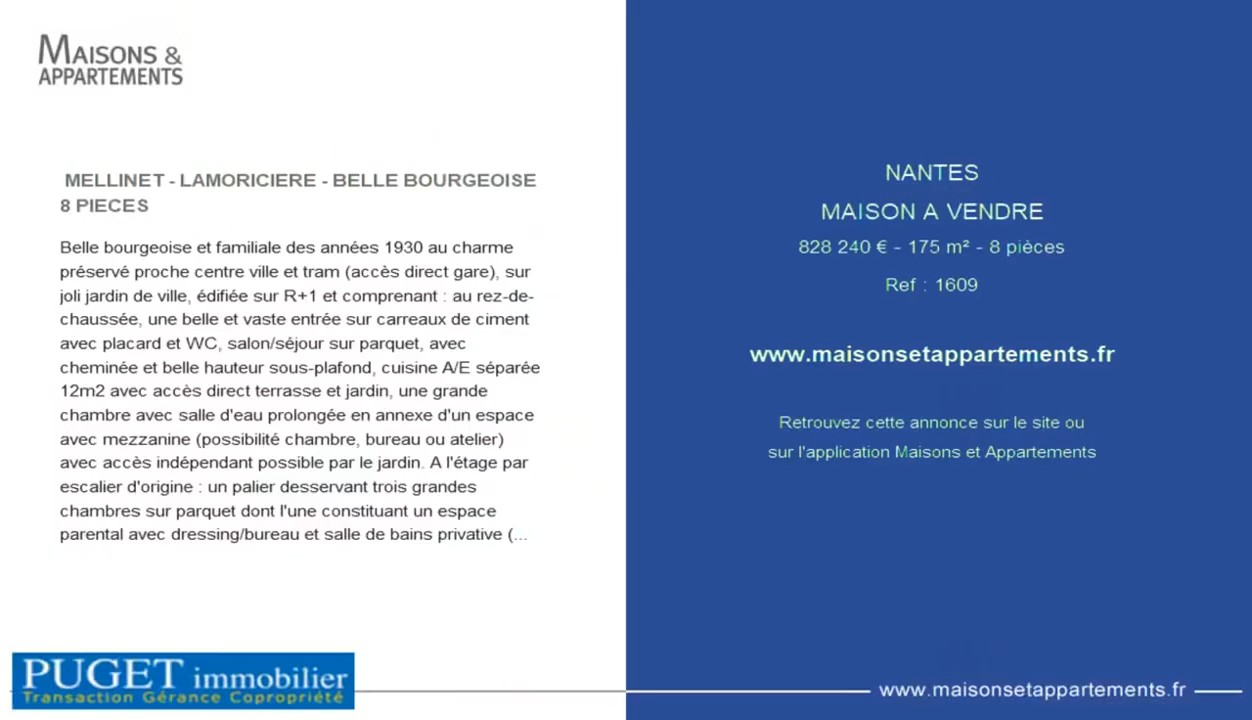 MAISONS &
APPARTEMENTS
MELLINET - LAMORICIERE - BELLE BOURGEOISE
8 PIECES
Belle bourgeoise et familiale des années 1930 au charme
préservé proche centre ville et tram (accès direct gare), sur
joli jardin de ville, édifiée sur R+1 et comprenant : au rez-de-
chaussée, une belle et vaste entrée sur carreaux de ciment
avec placard et WC, salon/séjour sur parquet, avec
cheminée et belle hauteur sous-plafond, cuisine A/E séparée
12m2 avec accès direct terrasse et jardin, une grande
chambre avec salle d'eau prolongée en annexe d'un espace
avec mezzanine (possibilité chambre, bureau ou atelier)
avec accès indépendant possible par le jardin. A l'étage par
escalier d'origine : un palier desservant trois grandes
chambres sur parquet dont l'une constituant un espace
parental avec dressing/bureau et salle de bains privative (...
PUGET immobilier
Transaction Gérance Copropriété
NANTES
MAISON A VENDRE
828 240 € - 175 m² - 8 pièces
Ref : 1609
www.maisonsetappartements.fr
Retrouvez cette annonce sur le site ou
sur l'application Maisons et Appartements
www.maisonsetappartements.fr